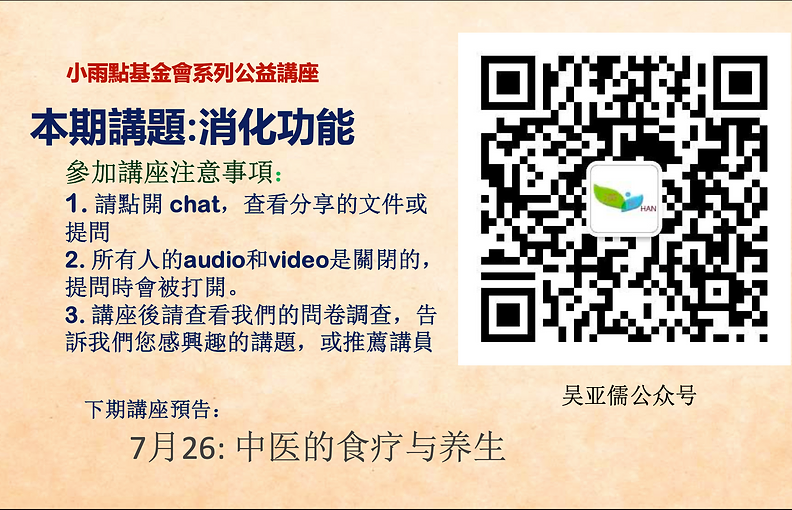 小雨點基金會系列公益講座
本期講題:消化功能
參加講座注意事項：
1. 請點開 chat，查看分享的文件或
提問
2. 所有人的audio和video是關閉的，
提問時會被打開。
3. 講座後請查看我們的問卷調查，告
訴我們您感興趣的講題，或推薦講員
下期講座預告：
7月26: 中医的食疗与养生
HAN
吴亚儒公众号